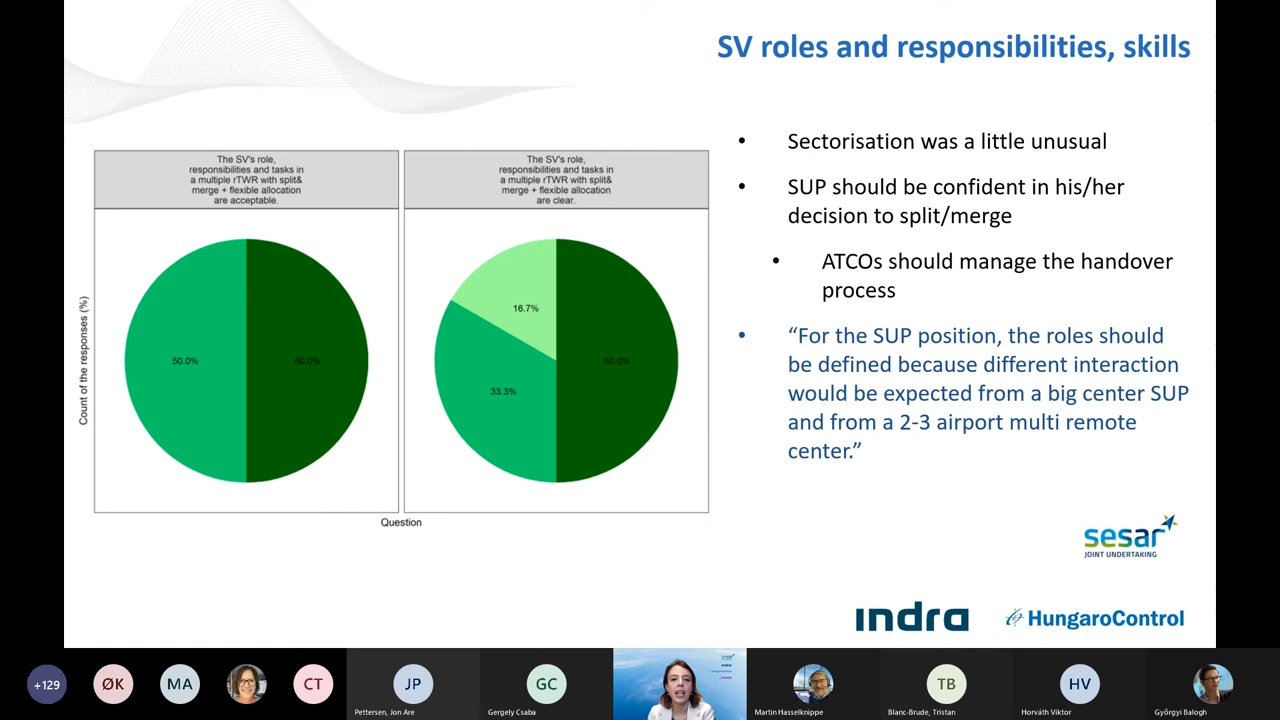 SV roles and responsibilities, skills
The SV's role,
responsibilities and tasks in
a multiple rTWR with split&
merge + flexible allocation
are acceptable.
The SV's role,
responsibilities and tasks in
a multiple rTWR with split&
merge + flexible allocation
are clear.
Count of the responses (%)
50.0%
50.0%
16.7%
33.3%
50.0%
Question
• Sectorisation was a little unusual
• SUP should be confident in his/her
decision to split/merge
• ATCOs should manage the handover
process
• “For the SUP position, the roles should
be defined because different interaction
would be expected from a big center SUP
and from a 2-3 airport multi remote
center.”
sesar
JOINT UNDERTAKING
indra
HungaroControl
+129
ØK
MA
CT
JP
Pettersen, Jon Are
GC
Gergely Csaba
Martin Hasselknippe
TB
Blanc-Brude, Tristan
HV
Horváth Viktor
Györgyi Balogh